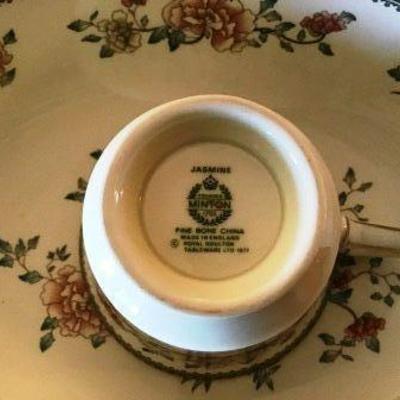 JASMINE
MINTON
FINE BONE CHINA
MADE IN ENGLAND
© ROYAL DOULTON
TABLEWARE LTD 1977